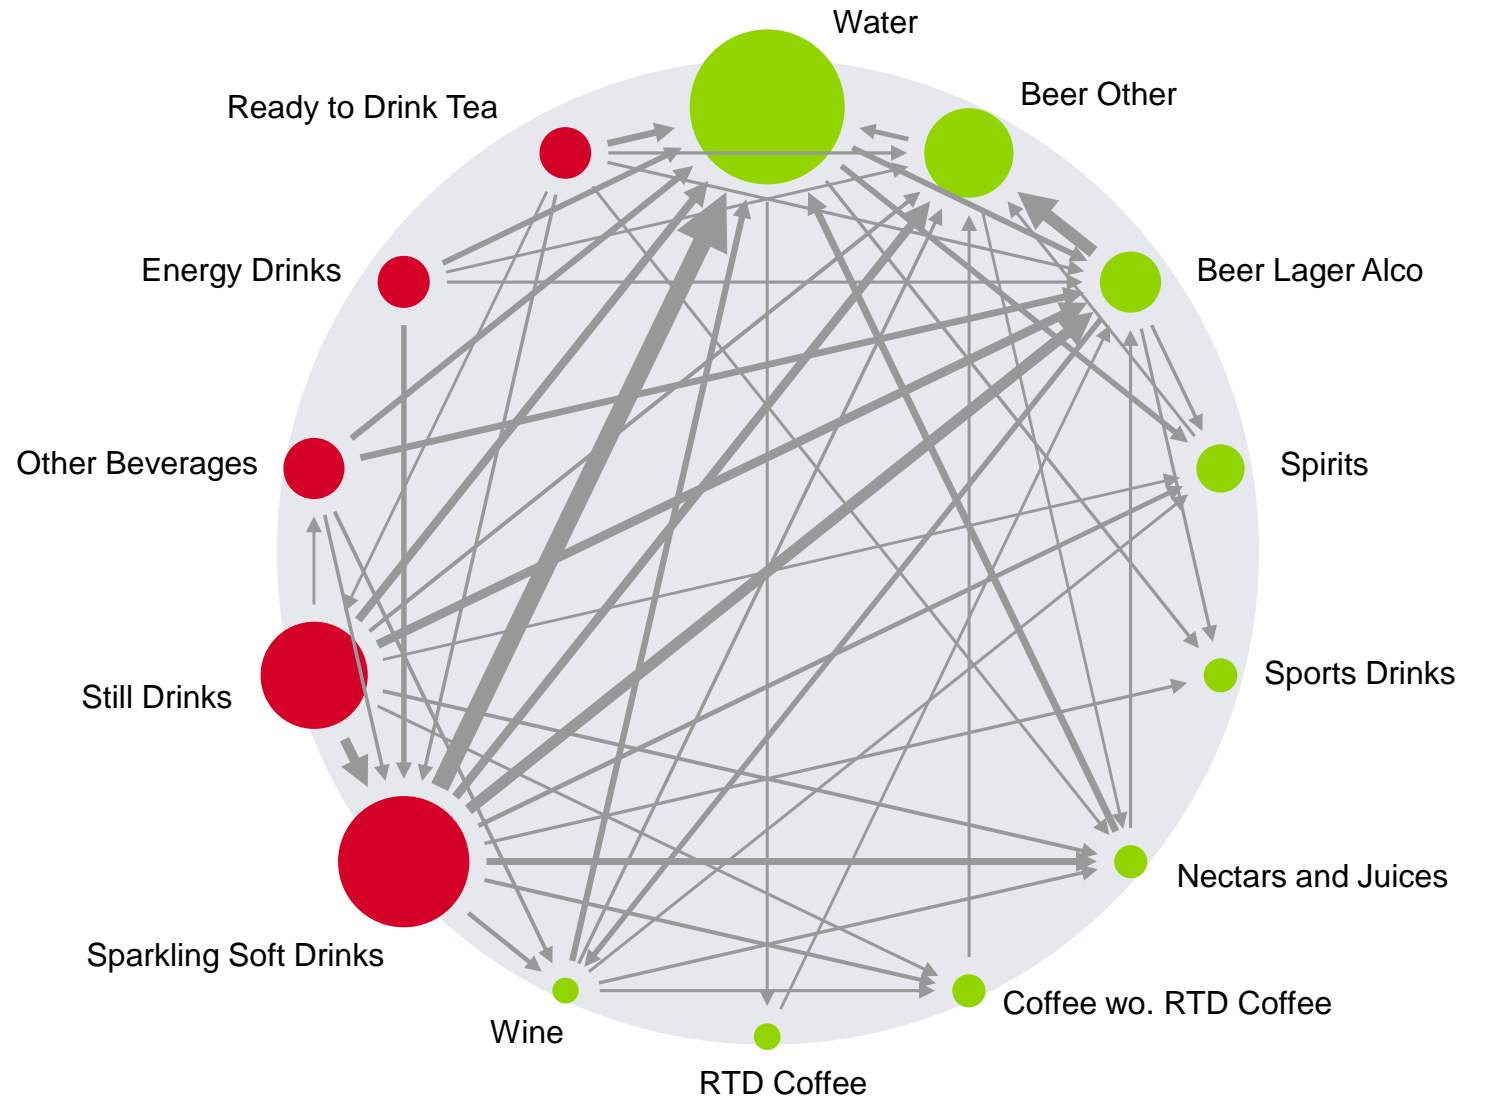 Water
Beer Other
Ready to Drink Tea
Energy Drinks
Beer Lager Alco
Other Beverages
Spirits
Still Drinks
Sports Drinks
Nectars and Juices
Sparkling Soft Drinks
Coffee wo. RTD Coffee
Wine
RTD Coffee